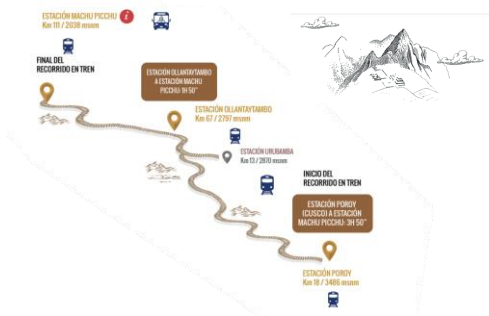 ESTACIÓN MACHU PICCHU
Km 111 / 2038 msnm
FINAL DEL
RECORRIDO EN TREN
ESTACIÓN OLLANTAYTAMBO
A ESTACIÓN MACHU
PICCHU: 1H 50"
ESTACIÓN OLLANTAYTAMBO
Km 67 / 2797 msnm
ESTACIÓN URUBAMBA
Km 13 / 2870 msnm
INICIO DEL
RECORRIDO EN TREN
ESTACIÓN POROY
(CUSCO) A ESTACIÓN
MACHU PICCHU: 3H 50"
ESTACIÓN POROY
Km 18 / 3486 msnm